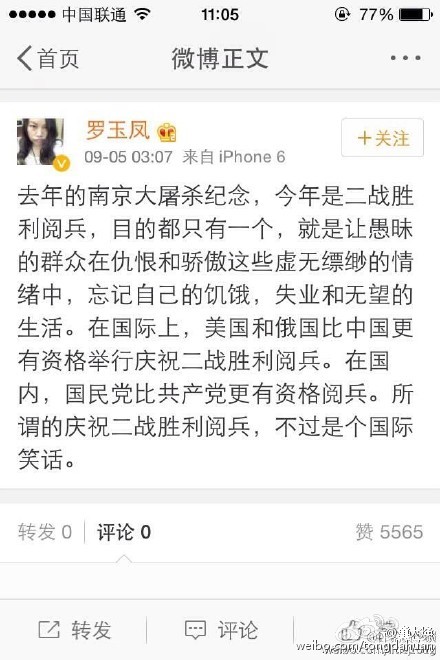 中国联通 11:05 77%
首页 微博正文
罗玉凤
09-05 03:07 来自 iPhone 6
+关注
去年的南京大屠杀纪念，今年是二战胜
利阅兵，目的都只有一个，就是让愚昧
的群众在仇恨和骄傲这些虚无缥缈的情
绪中，忘记自己的饥饿，失业和无望的
生活。在国际上，美国和俄国比中国更
有资格举行庆祝二战胜利阅兵。在国
内，国民党比共产党更有资格阅兵。所
谓的庆祝二战胜利阅兵，不过是个国际
笑话。
转发 0 评论 0 赞 5565
转发 评论
weibo.com/tongdahuan